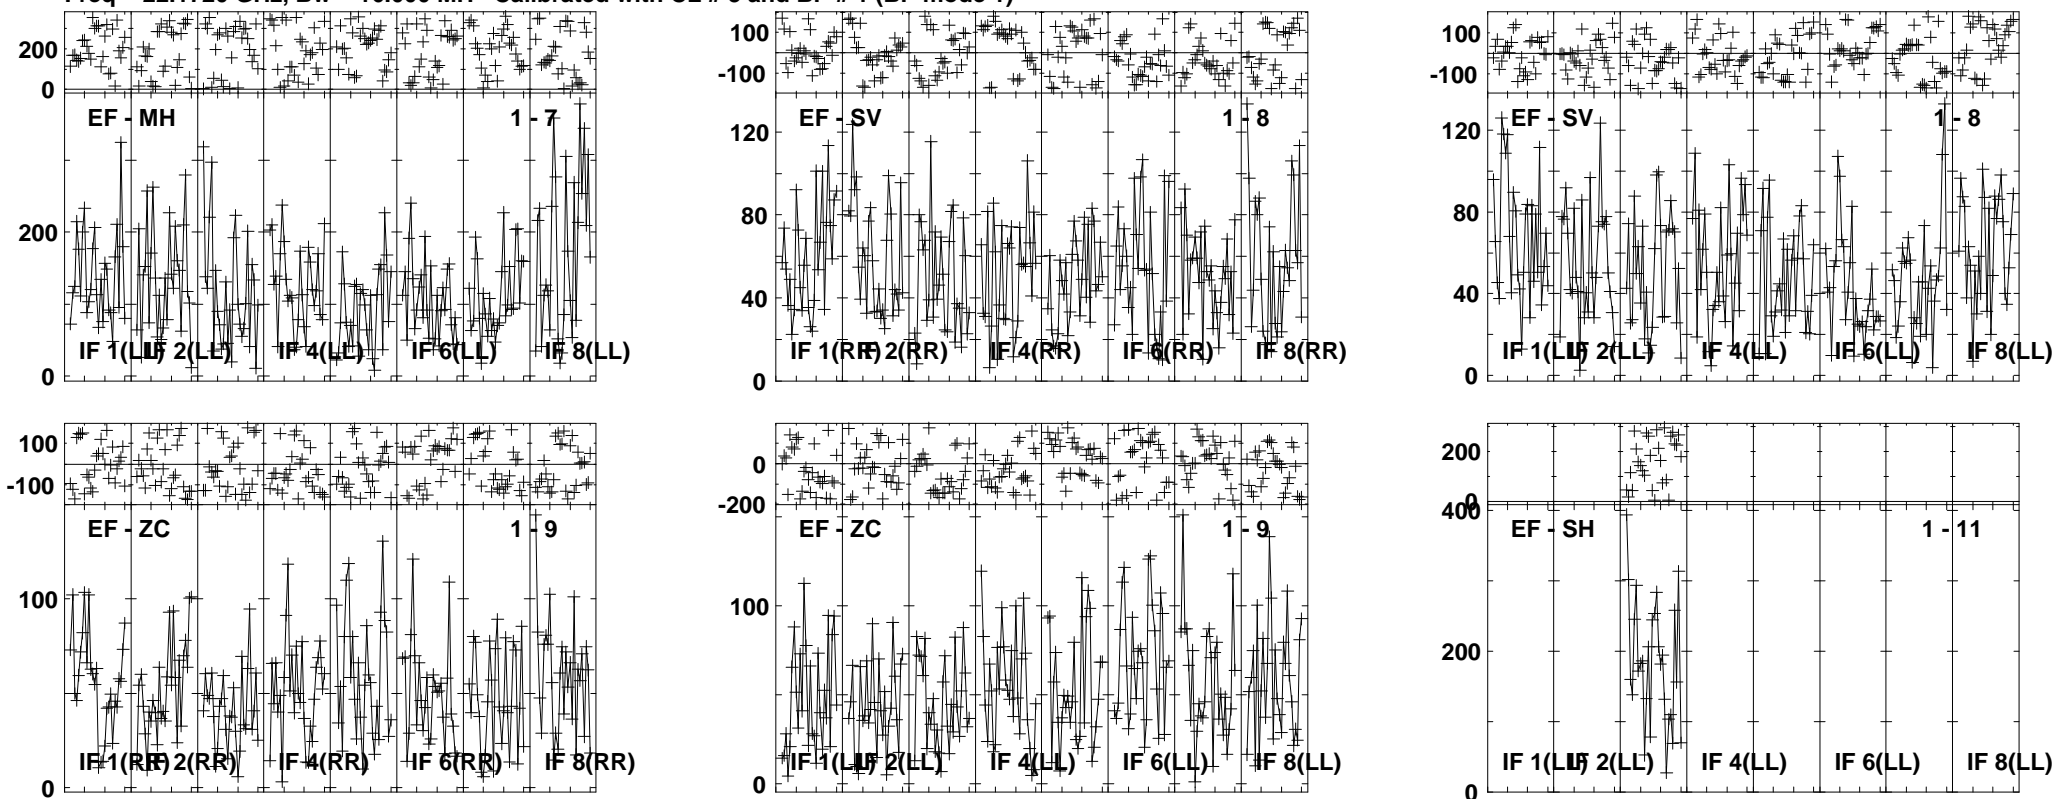 200
0
EF - MH
1 - 7
200
0
IF 1(LL)
IF 2(LL)
IF 4(LL)
IF 6(LL)
IF 8(LL)
100
-100
EF - SV
1 - 8
120
80
40
0
IF 1(RR)
IF 2(RR)
IF 4(RR)
IF 6(RR)
IF 8(RR)
100
-100
EF - SV
1 - 8
120
80
40
0
IF 1(LL)
IF 2(LL)
IF 4(LL)
IF 6(LL)
IF 8(LL)
100
-100
EF - ZC
1 - 9
100
0
IF 1(RR)
IF 2(RR)
IF 4(RR)
IF 6(RR)
IF 8(RR)
100
0
-200
EF - ZC
1 - 9
100
0
IF 1(LL)
IF 2(LL)
IF 4(LL)
IF 6(LL)
IF 8(LL)
200
0
400
EF - SH
1 - 11
200
0
IF 1(LL)
IF 2(LL)
IF 4(LL)
IF 6(LL)
IF 8(LL)